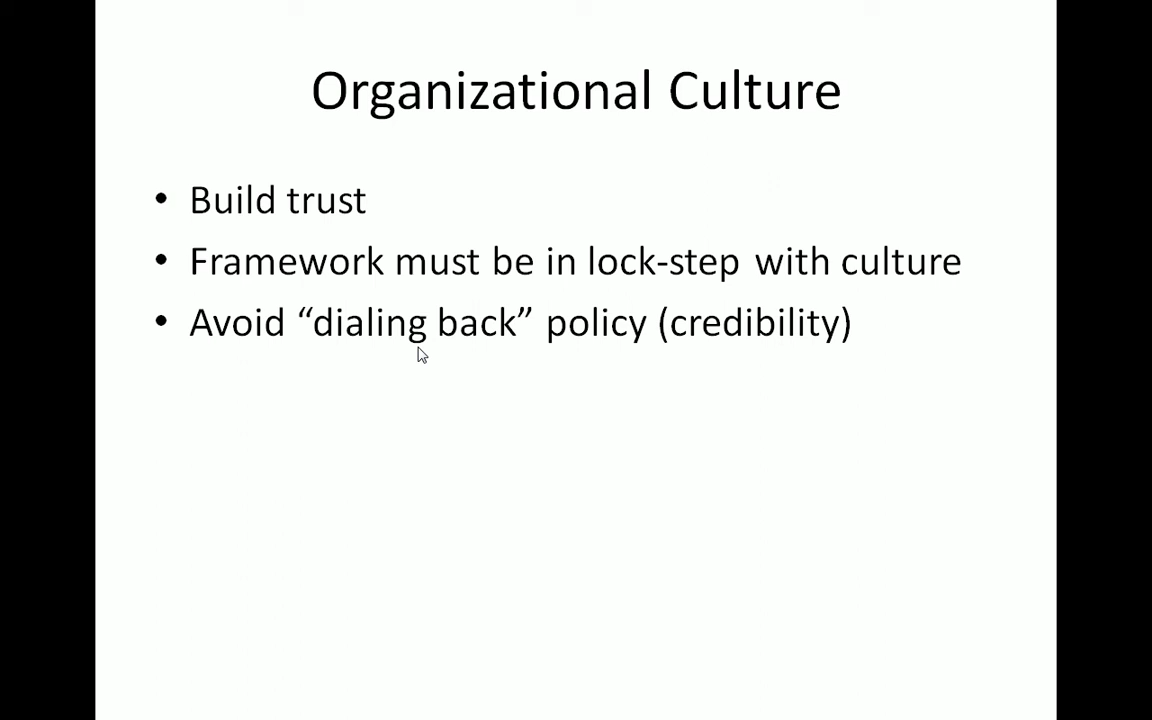 Organizational Culture
• Build trust
• Framework must be in lock-step with culture
• Avoid “dialing back” policy (credibility)